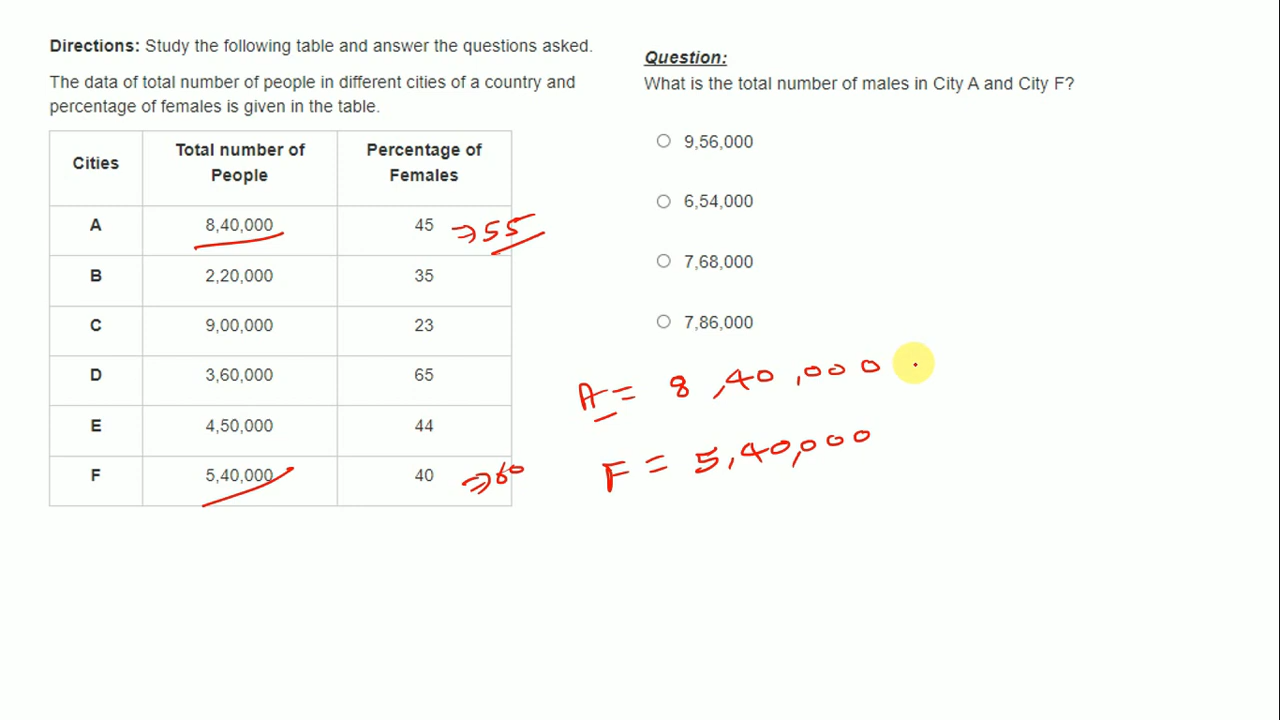 Directions: Study the following table and answer the questions asked.
The data of total number of people in different cities of a country and
percentage of females is given in the table.
Cities Total number of People Percentage of Females
A 8,40,000 45 ⇒ 55
B 2,20,000 35
C 9,00,000 23
D 3,60,000 65
E 4,50,000 44
F 5,40,000 40 ⇒ 60
Question:
What is the total number of males in City A and City F?
9,56,000
6,54,000
7,68,000
7,86,000
A = 8,40,000
F = 5,40,000